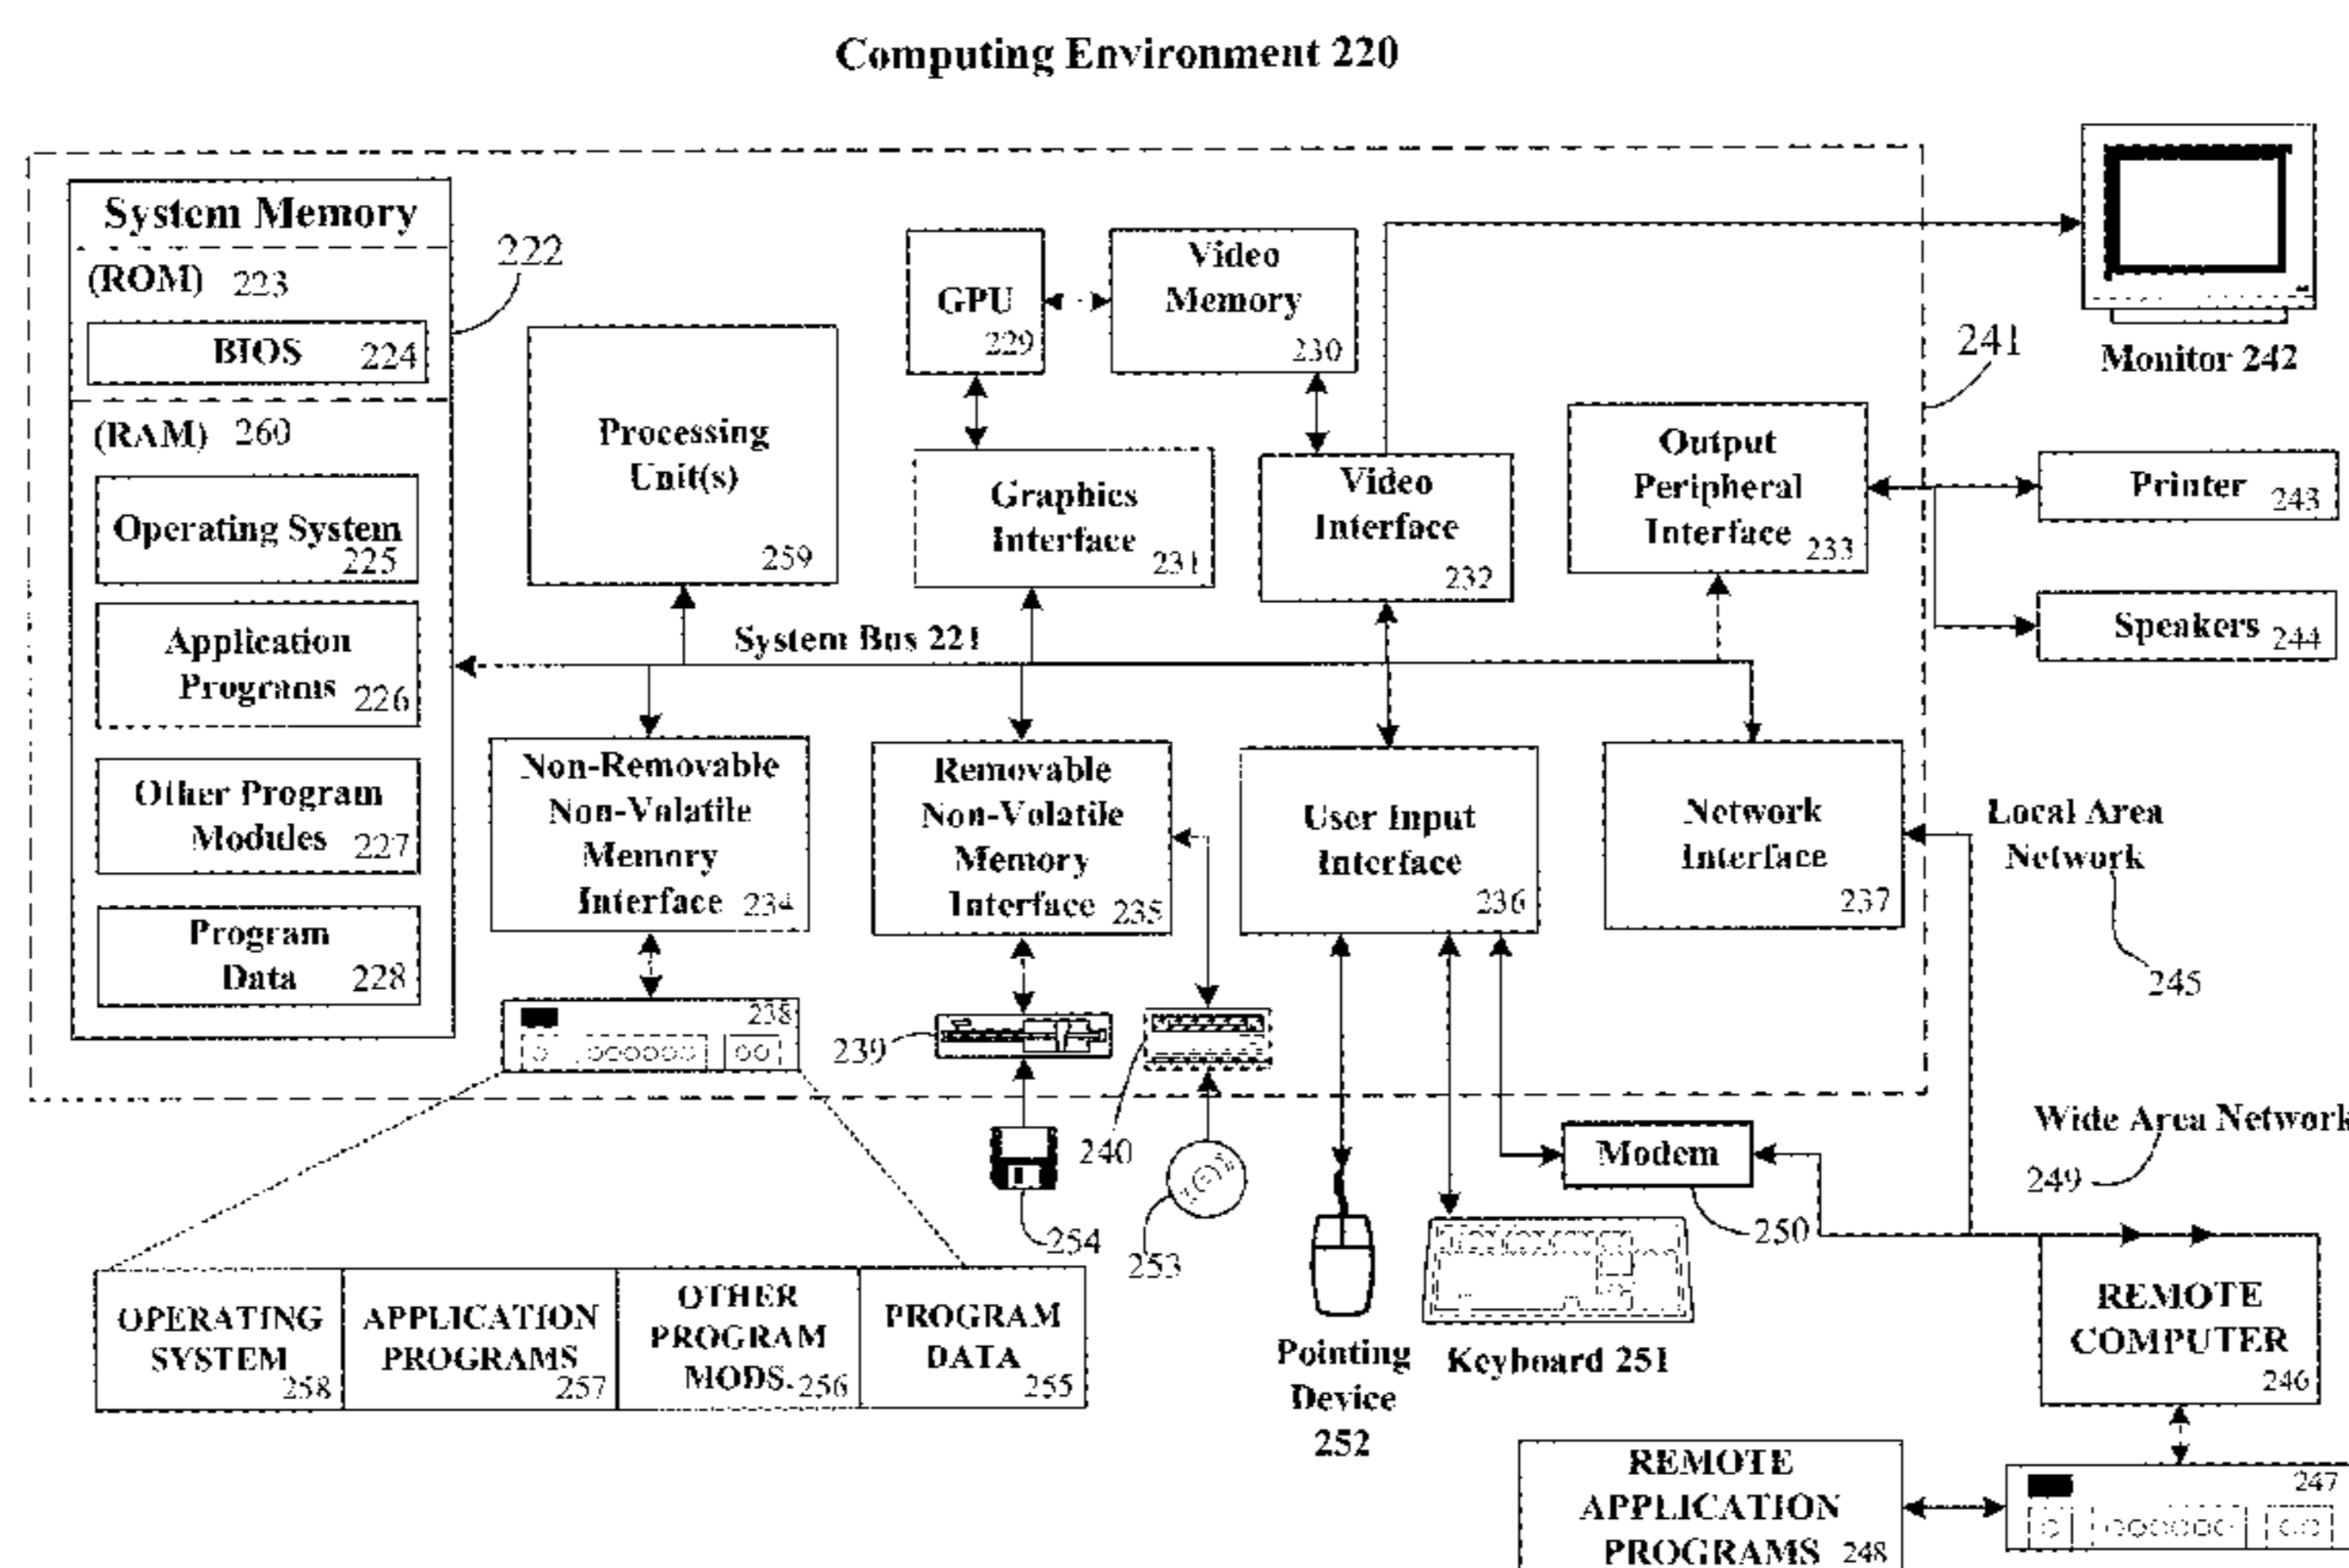 Computing Environment 220
System Memory
(ROM) 223
222
BIOS 224
(RAM) 260
Operating System
225
Application
Programs 226
Other Program
Modules 227
Program
Data 228
Processing
Unit(s)
259
GPU
229
Video
Memory
230
Graphics
Interface
231
Video
Interface
232
Output
Peripheral
Interface 233
241
Monitor 242
Printer 243
Speakers 244
System Bus 221
Non-Removable
Non-Volatile
Memory
Interface 234
Removable
Non-Volatile
Memory
Interface 235
User Input
Interface
236
Network
Interface
237
Local Area
Network
245
238
239
240
254
253
Modem
250
Wide Area Network
249
OPERATING
SYSTEM
258
APPLICATION
PROGRAMS
257
OTHER
PROGRAM
MODS. 256
PROGRAM
DATA
255
Pointing
Device
252
Keyboard 251
REMOTE
COMPUTER
246
REMOTE
APPLICATION
PROGRAMS 248
247